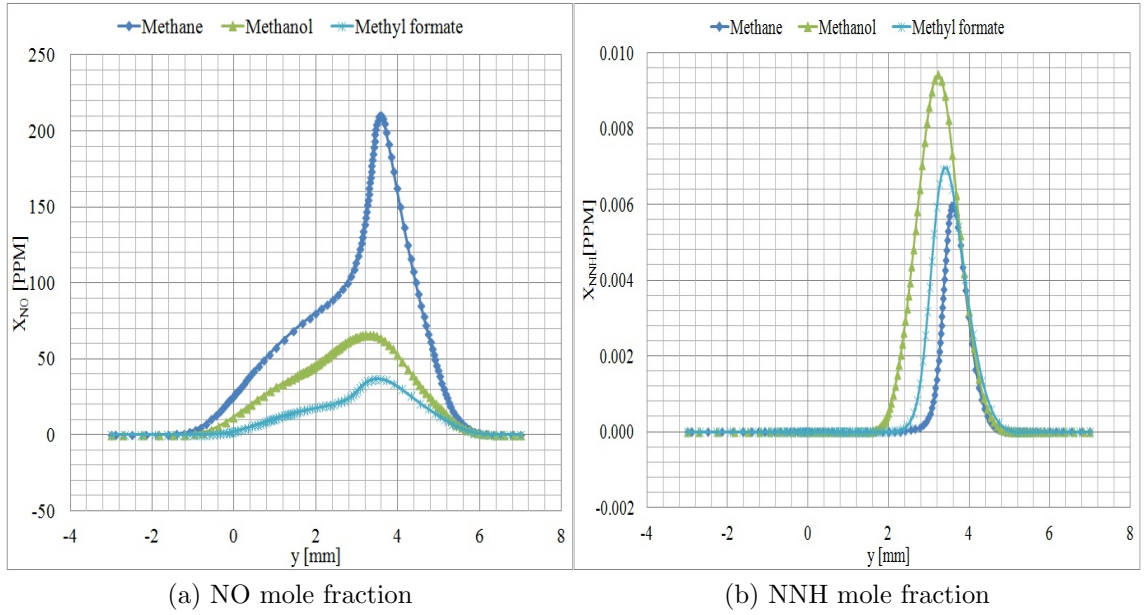 Methane Methanol Methyl formate
250
200
150
100
50
0
-50
X_NO [PPM]
-4 -2 0 2 4 6 8
y [mm]
(a) NO mole fraction
Methane Methanol Methyl formate
0.010
0.008
0.006
0.004
0.002
0.000
-0.002
X_NNH[PPM]
-4 -2 0 2 4 6 8
y [mm]
(b) NNH mole fraction